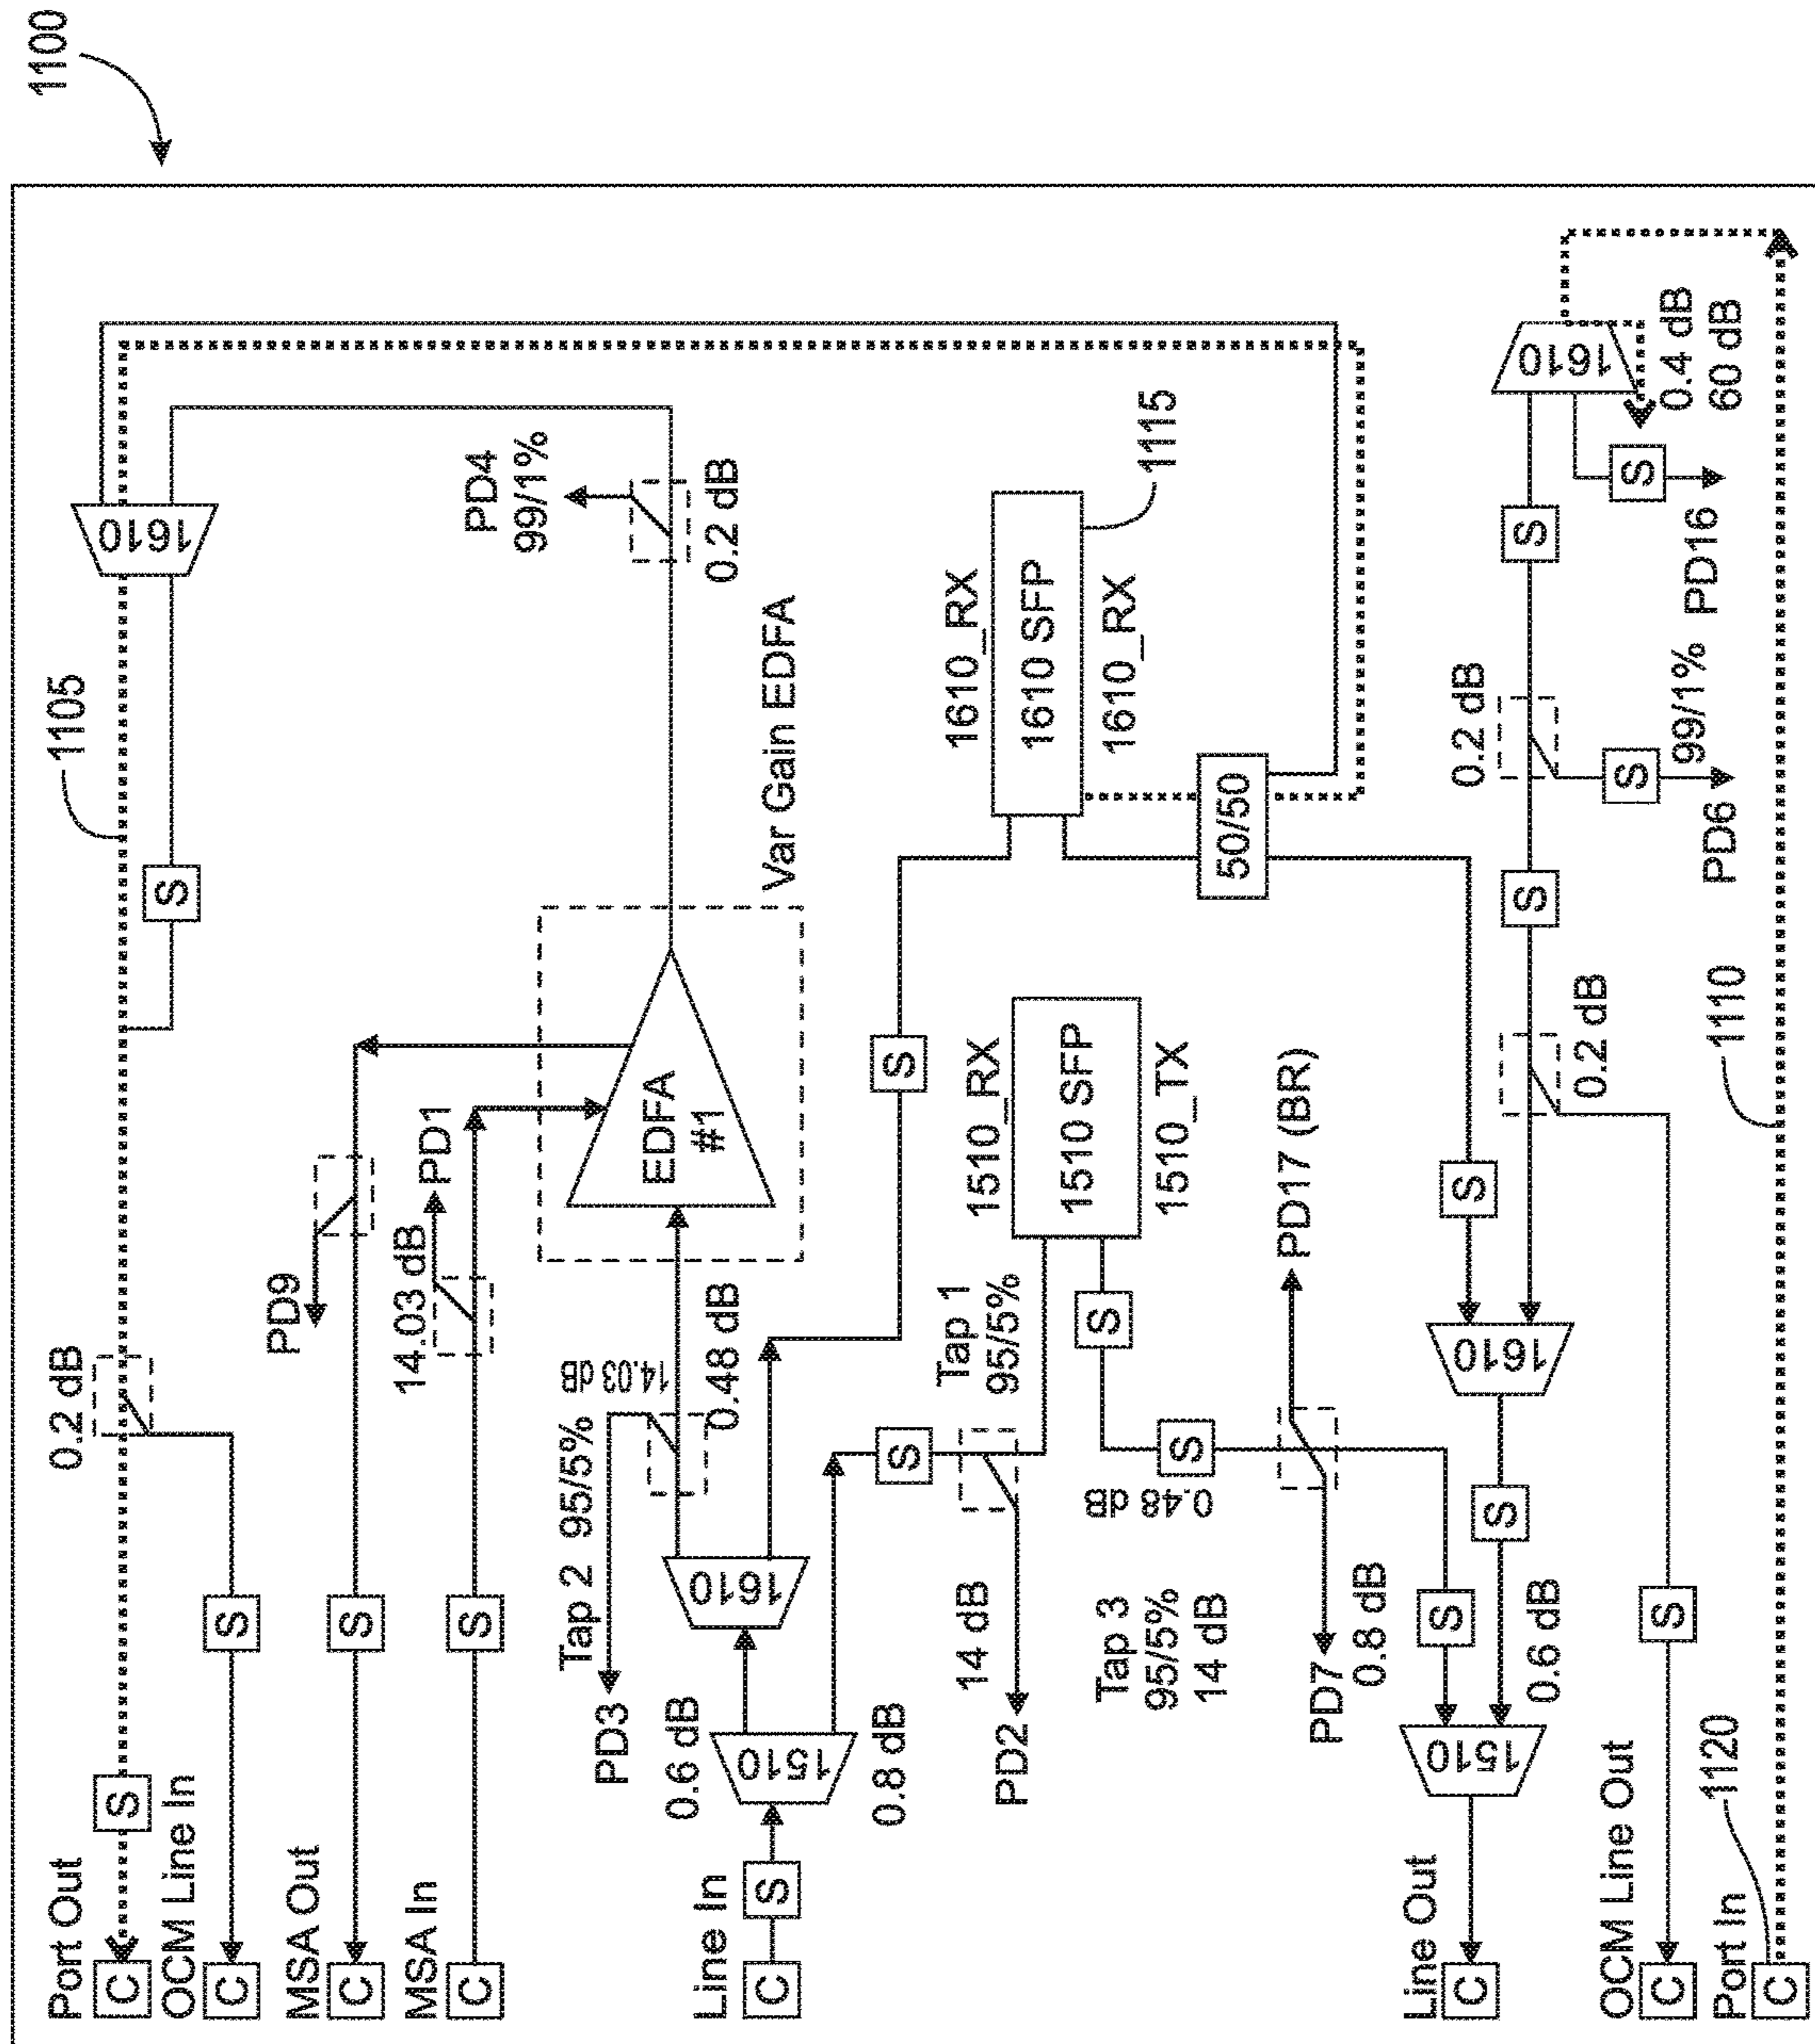 1100
Port Out
C
S
0.2 dB
1105
1610
S
OCM Line In
C
S
MSA Out
C
S
PD9
MSA In
C
S
14.03 dB
PD1
Line In
C
S
1510
0.6 dB
0.8 dB
1610
PD3
Tap 2 95/5%
14.03 dB
0.48 dB
EDFA
#1
Var Gain EDFA
PD4
99/1%
0.2 dB
S
S
Tap 1
95/5%
14 dB
PD2
1510_RX
1510 SFP
1510_TX
1610_RX
1610 SFP
1610_RX
1115
50/50
S
S
0.48 dB
Tap 3
95/5%
14 dB
PD17 (BR)
PD7
0.8 dB
S
S
0.6 dB
1510
1610
S
Line Out
C
S
0.2 dB
0.2 dB
S
S
99/1%
PD6
1610
S
PD16
0.4 dB
60 dB
OCM Line Out
C
S
Port In
C
1120
1110